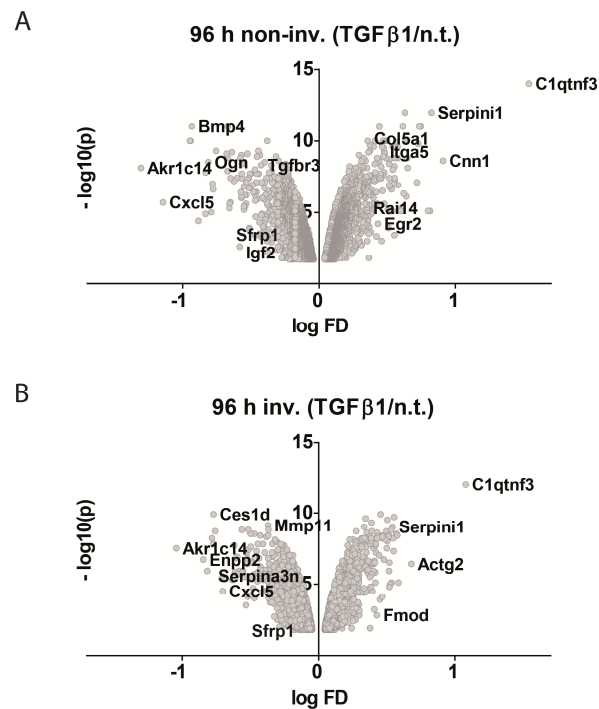 A
96 h non-inv. (TGFβ1/n.t.)
15
C1qtnf3
Serpini1
Bmp4
10
Col5a1
Itga5
Ogn
Tgfbr3
Cnn1
Akr1c14
- log10(p)
Cxcl5
5
Rai14
Egr2
Sfrp1
Igf2
-1
0
1
log FD
B
96 h inv. (TGFβ1/n.t.)
15
C1qtnf3
Ces1d
10
Mmp11
Serpini1
Akr1c14
Enpp2
Actg2
- log10(p)
Serpina3n
5
Cxcl5
Fmod
Sfrp1
-1
0
1
log FD